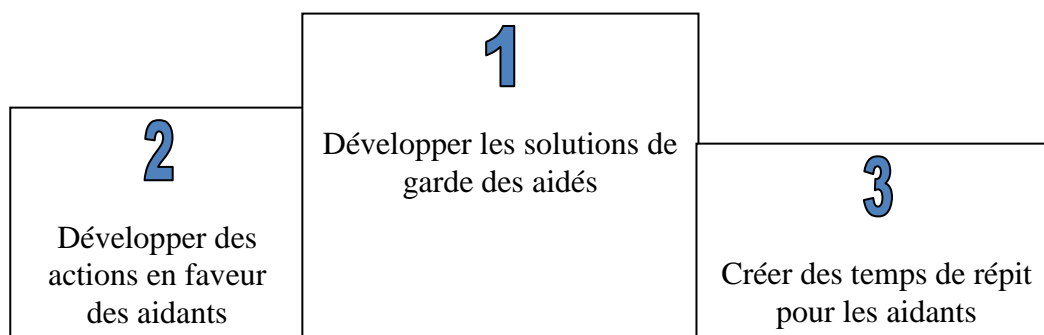 1
Développer les solutions de
garde des aidés
2
Développer des
actions en faveur
des aidants
3
Créer des temps de répit
pour les aidants